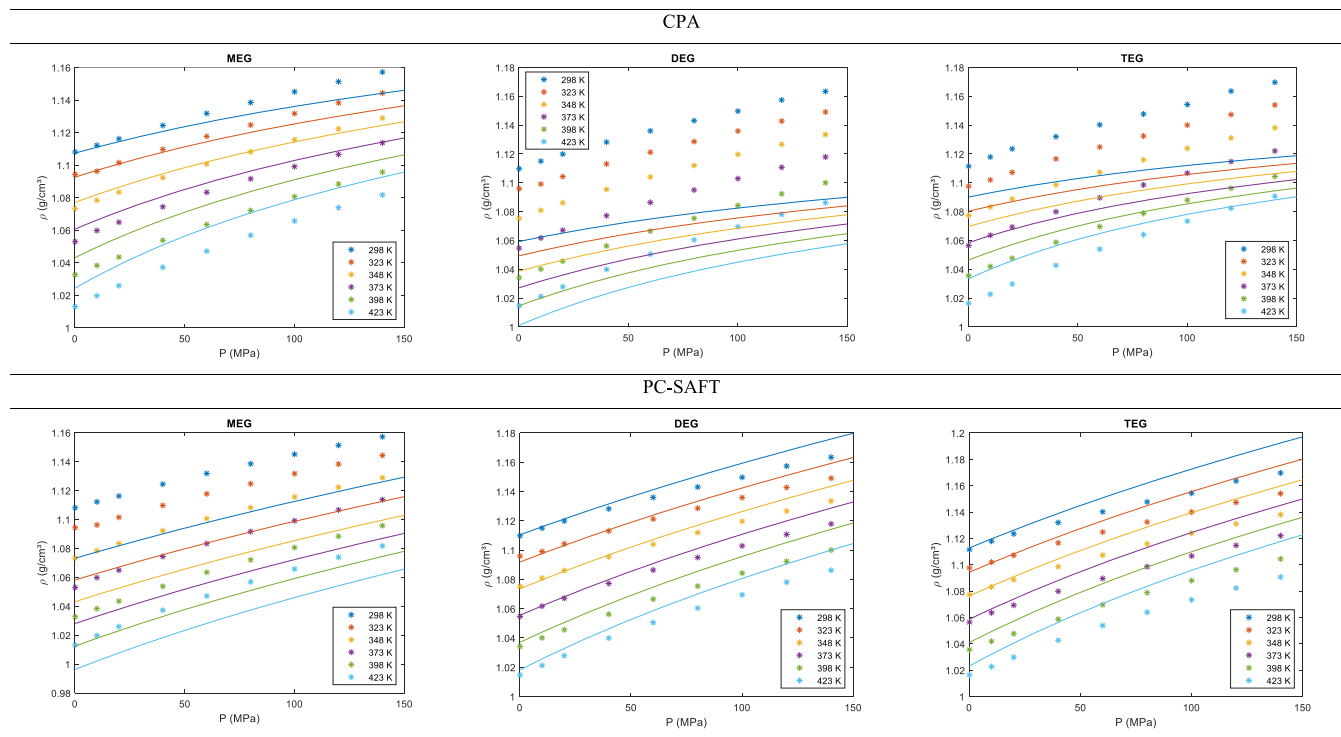 CPA
MEG
DEG
TEG
1.16
1.14
1.12
1.1
1.08
1.06
1.04
1.02
1
ρ (g/cm³)
0
50
100
150
P (MPa)
298 K
323 K
348 K
373 K
398 K
423 K
1.18
1.16
1.14
1.12
1.1
1.08
1.06
1.04
1.02
1
ρ (g/cm³)
0
50
100
150
P (MPa)
298 K
323 K
348 K
373 K
398 K
423 K
1.18
1.16
1.14
1.12
1.1
1.08
1.06
1.04
1.02
1
ρ (g/cm³)
0
50
100
150
P (MPa)
298 K
323 K
348 K
373 K
398 K
423 K
PC-SAFT
MEG
DEG
TEG
1.16
1.14
1.12
1.1
1.08
1.06
1.04
1.02
1
0.98
ρ (g/cm³)
0
50
100
150
P (MPa)
298 K
323 K
348 K
373 K
398 K
423 K
1.18
1.16
1.14
1.12
1.1
1.08
1.06
1.04
1.02
1
ρ (g/cm³)
0
50
100
150
P (MPa)
298 K
323 K
348 K
373 K
398 K
423 K
1.2
1.18
1.16
1.14
1.12
1.1
1.08
1.06
1.04
1.02
1
ρ (g/cm³)
0
50
100
150
P (MPa)
298 K
323 K
348 K
373 K
398 K
423 K